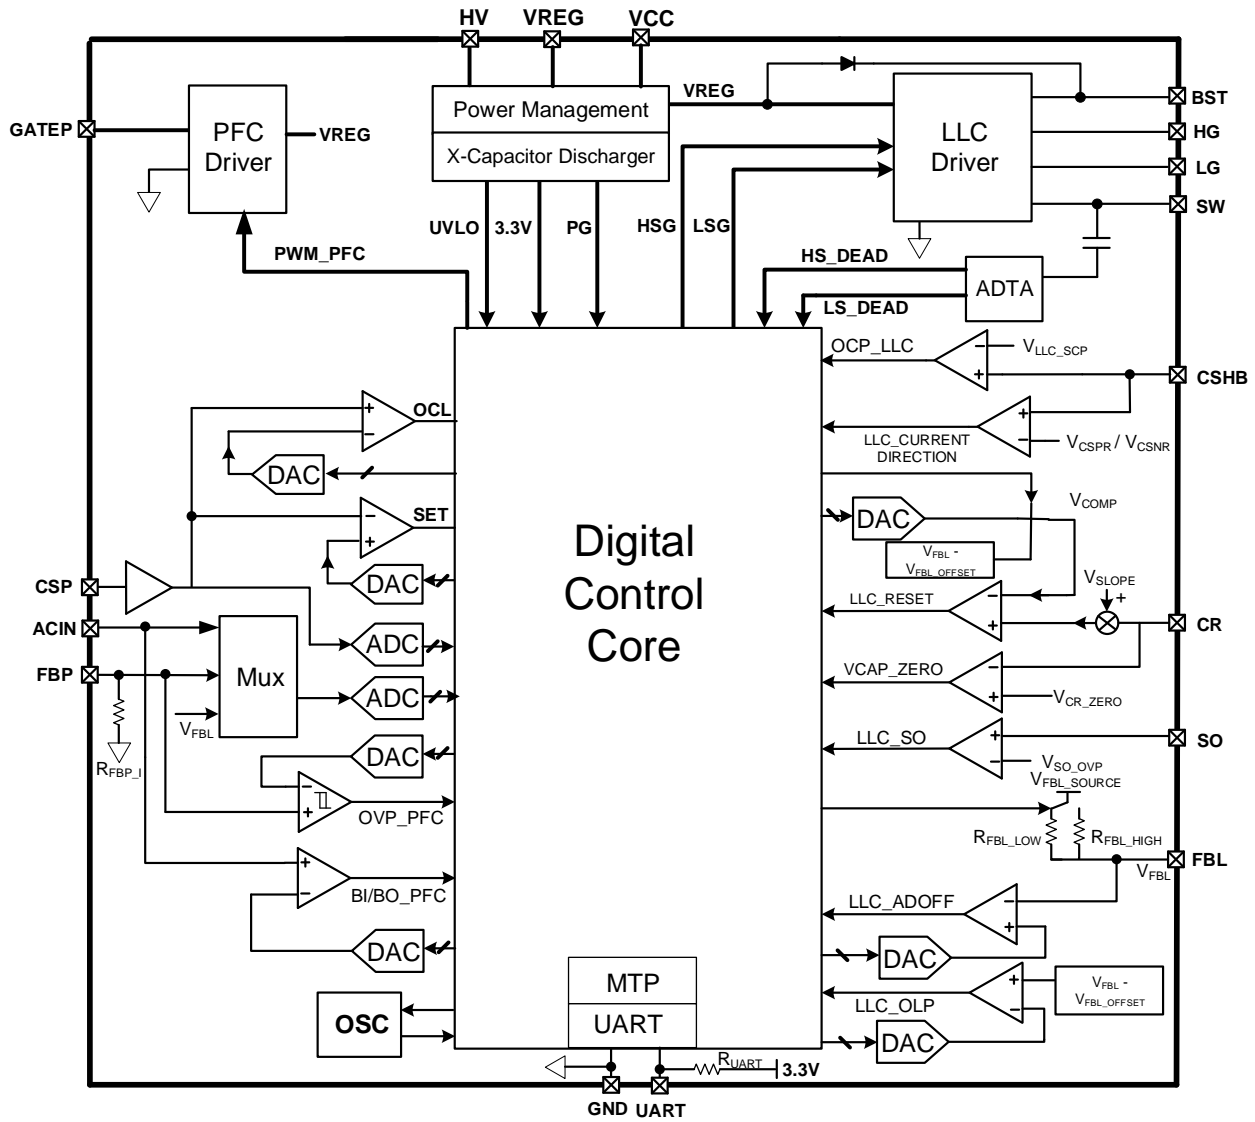 HV
VREG
VCC
GATEP
PFC
Driver
VREG
Power Management
X-Capacitor Discharger
VREG
LLC
Driver
BST
HG
LG
SW
UVLO
3.3V
PG
HSG
LSG
PWM_PFC
HS_DEAD
LS_DEAD
ADTA
OCP_LLC
-
+
VLLC_SCP
CSHB
+
-
OCL
DAC
LLC_CURRENT
DIRECTION
+
-
VCSPR / VCSNR
-
+
SET
DAC
DAC
VCOMP
VFBL -
VFBL_OFFSET
Digital
Control
Core
CSP
ACIN
FBP
Mux
VFBL
RFBP_I
ADC
ADC
DAC
-
+
OVP_PFC
+
-
BI/BO_PFC
DAC
OSC
LLC_RESET
-
+
VSLOPE
+
CR
VCAP_ZERO
-
+
VCR_ZERO
LLC_SO
+
-
SO
VSO_OVP
VFBL_SOURCE
RFBL_LOW
RFBL_HIGH
FBL
VFBL
LLC_ADOFF
-
+
DAC
LLC_OLP
+
-
VFBL -
VFBL_OFFSET
DAC
MTP
UART
RUART
3.3V
GND
UART